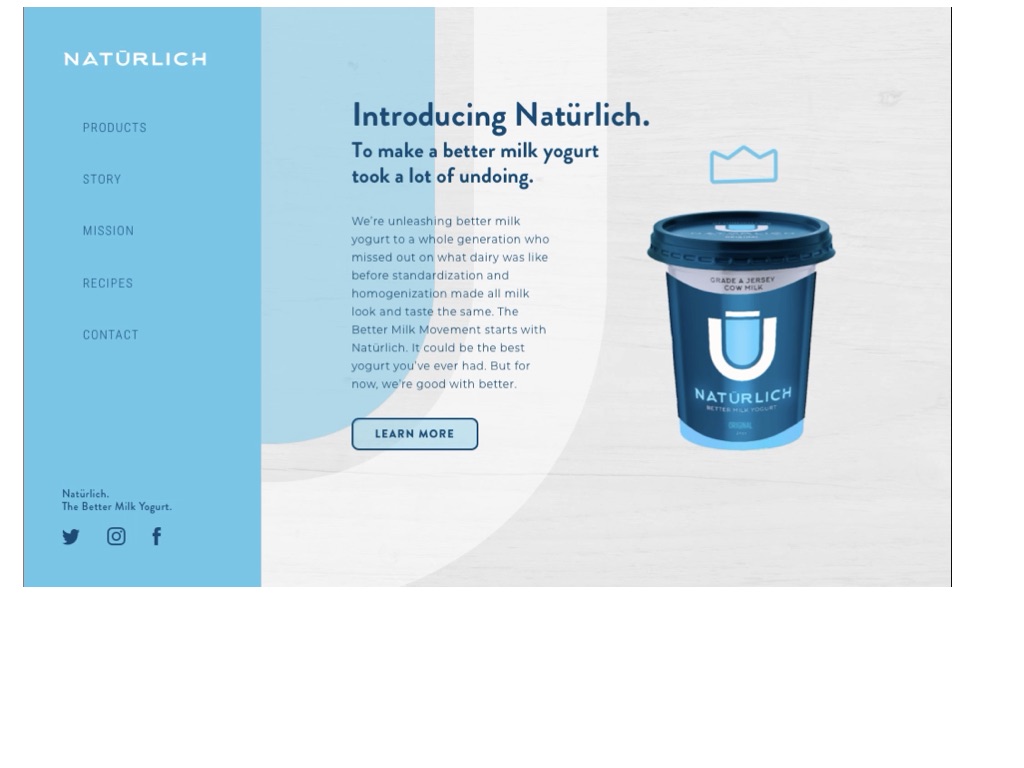 NATŪRLICH
PRODUCTS
STORY
MISSION
RECIPES
CONTACT
Natürlich.
The Better Milk Yogurt.
Introducing Natürlich.
To make a better milk yogurt
took a lot of undoing.
We're unleashing better milk
yogurt to a whole generation who
missed out on what dairy was like
before standardization and
homogenization made all milk
look and taste the same. The
Better Milk Movement starts with
Natürlich. It could be the best
yogurt you've ever had. But for
now, we're good with better.
LEARN MORE
NATŪRLICH
GRADE A JERSEY
COW MILK
Ū
NATŪRLICH
BETTER MILK YOGURT
ORIGINAL